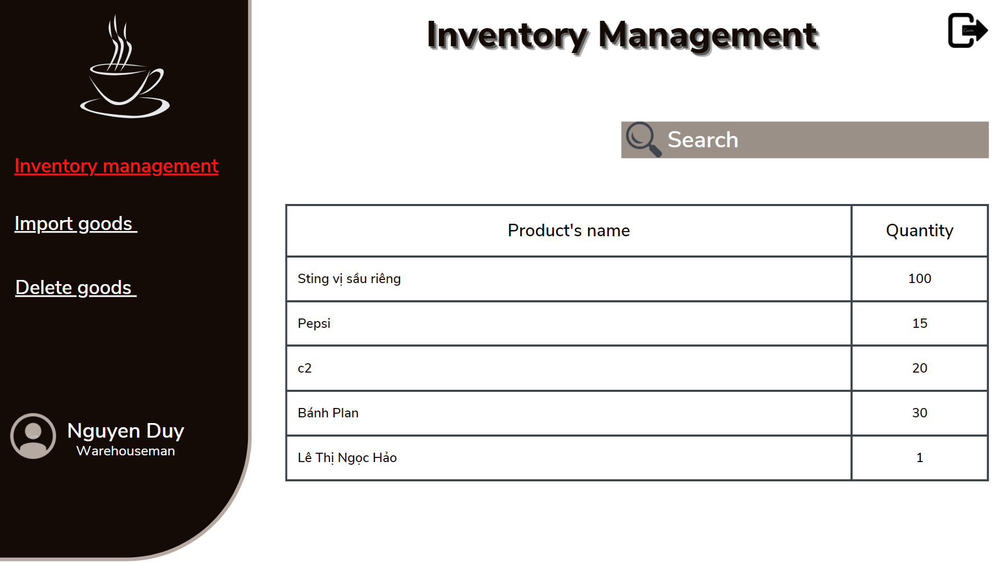 Inventory Management
Inventory management
Import goods
Delete goods
Nguyen Duy
Warehouseman
Search
Product's name Quantity
Sting vị sầu riêng 100
Pepsi 15
c2 20
Bánh Plan 30
Lê Thị Ngọc Hảo 1